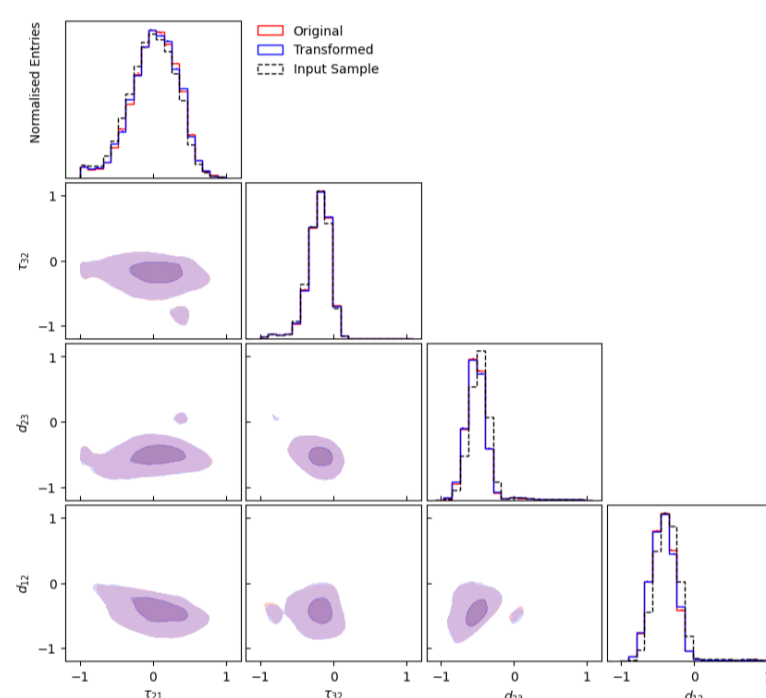 Normalised Entries
Original
Transformed
Input Sample
τ₃₂
1
0
−1
d₂₃
1
0
−1
d₁₂
1
0
−1
−1 0 1 −1 0 1 −1 0 1 −1 0 1
τ₂₁ τ₃₂ d₂₃ d₁₂